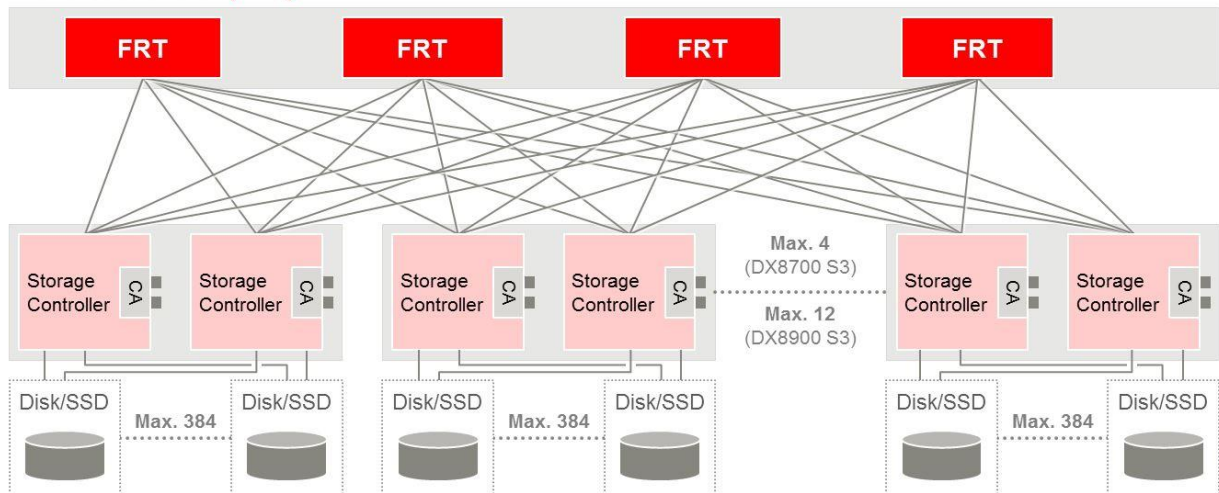 FRT FRT FRT FRT
Max. 4
(DX8700 S3)
Max. 12
(DX8900 S3)
Storage
Controller
CA
Storage
Controller
CA
Storage
Controller
CA
Storage
Controller
CA
Storage
Controller
CA
Storage
Controller
CA
Disk/SSD
Max. 384
Disk/SSD
Disk/SSD
Max. 384
Disk/SSD
Disk/SSD
Max. 384
Disk/SSD